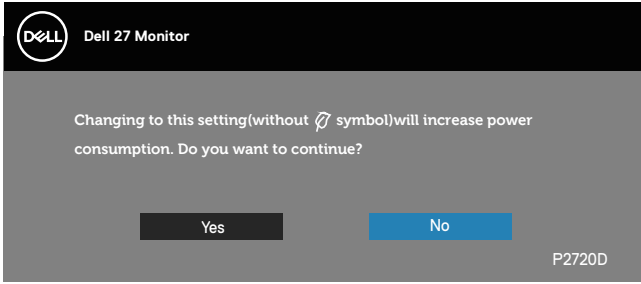 DELL Dell 27 Monitor
Changing to this setting(without symbol)will increase power
consumption. Do you want to continue?
Yes No
P2720D